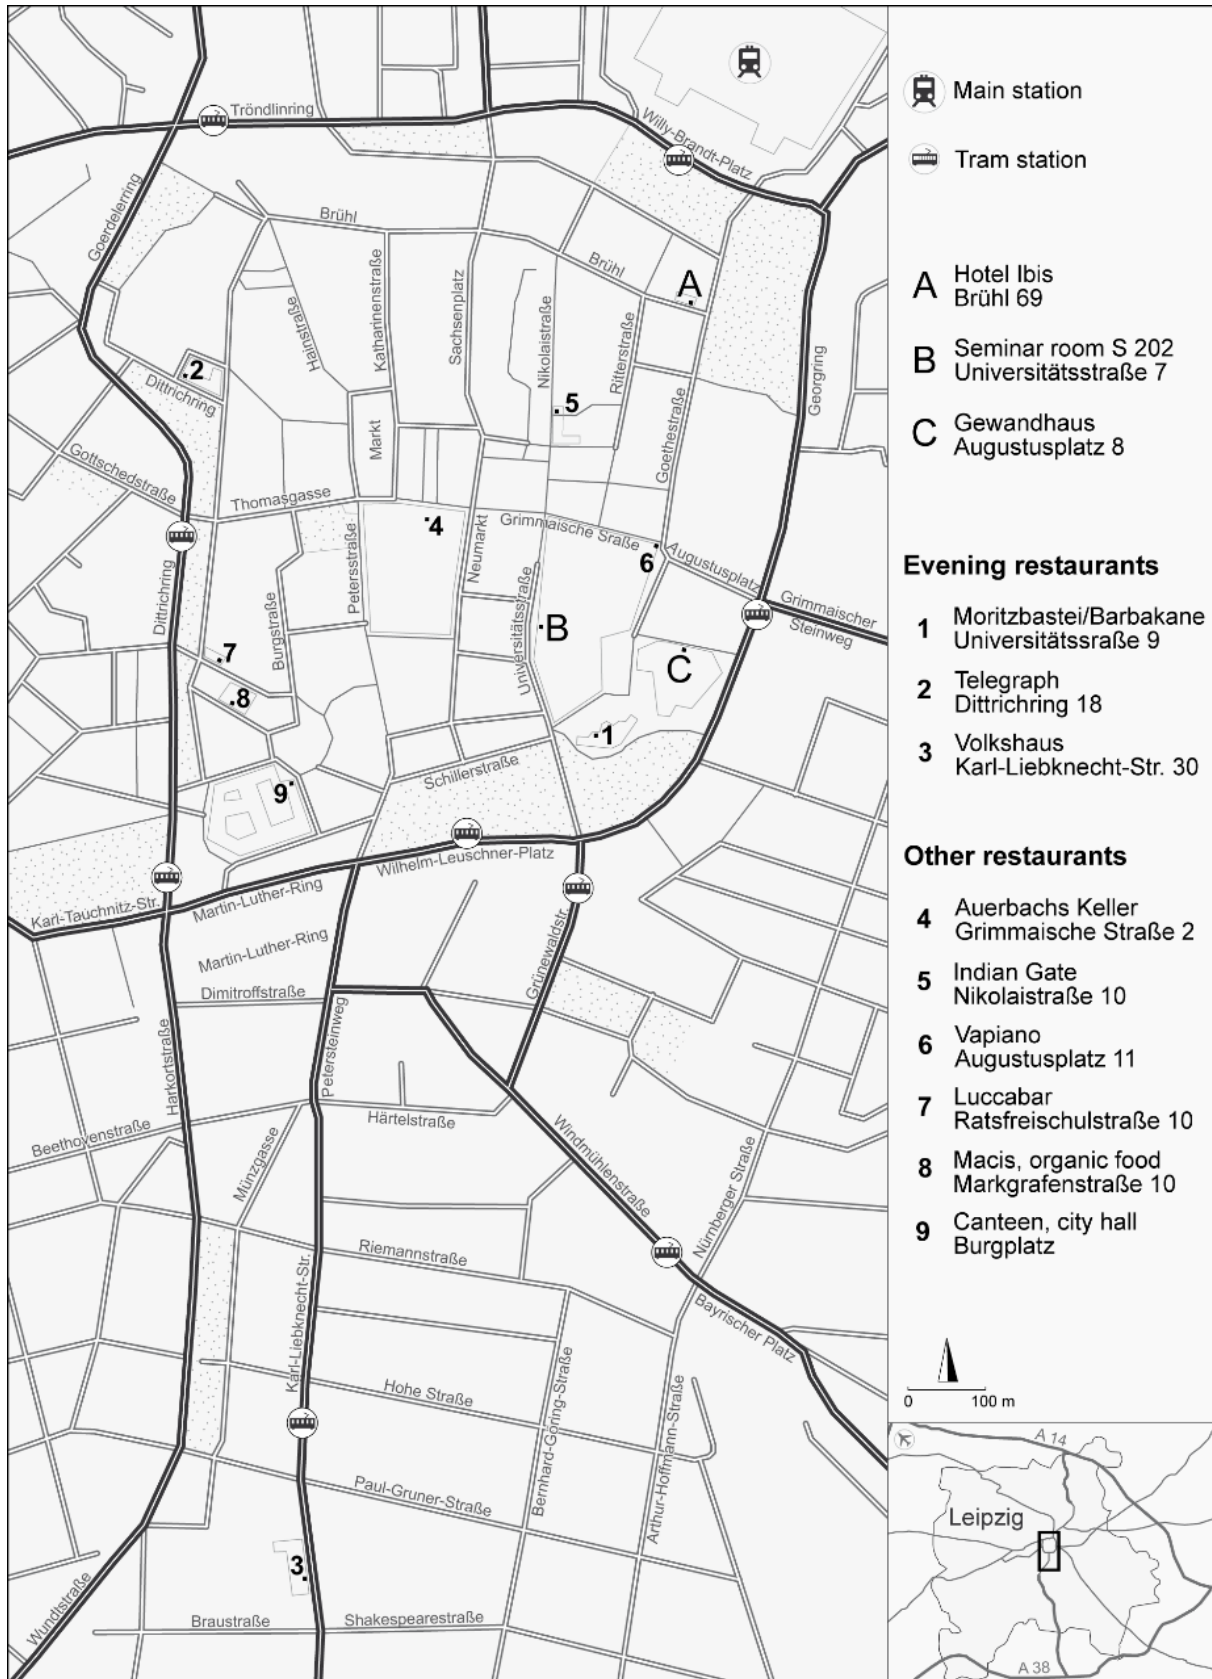 Tröndlinring
Willy-Brandt-Platz
Goerdelerring
Brühl
Brühl
A
Hainstraße
Katharinenstraße
Sachsenplatz
Nikolaistraße
Ritterstraße
Goethestraße
Georgring
2
Dittrichring
5
Markt
Gottschedstraße
Thomasgasse
4
Grimmaische Sraße
Neumarkt
Petersstraße
6
Augustusplatz
Grimmaischer
Steinweg
Dittrichring
Burgstraße
Universitätsstraße
B
C
7
8
1
Schillerstraße
9
Wilhelm-Leuschner-Platz
Martin-Luther-Ring
Karl-Tauchnitz-Str.
Martin-Luther-Ring
Grünewaldstr.
Dimitroffstraße
Petersteinweg
Harkortstraße
Härtelstraße
Beethovenstraße
Münzgasse
Windmühlenstraße
Nürnberger Straße
Riemannstraße
Karl-Liebknecht-Str.
Bayrischer Platz
Hohe Straße
Bernhard-Göring-Straße
Arthur-Hoffmann-Straße
Paul-Gruner-Straße
3
Wundtstraße
Braustraße
Shakespearestraße
Main station
Tram station
A Hotel Ibis
Brühl 69
B Seminar room S 202
Universitätsstraße 7
C Gewandhaus
Augustusplatz 8
Evening restaurants
1 Moritzbastei/Barbakane
Universitätssraße 9
2 Telegraph
Dittrichring 18
3 Volkshaus
Karl-Liebknecht-Str. 30
Other restaurants
4 Auerbachs Keller
Grimmaische Straße 2
5 Indian Gate
Nikolaistraße 10
6 Vapiano
Augustusplatz 11
7 Luccabar
Ratsfreischulstraße 10
8 Macis, organic food
Markgrafenstraße 10
9 Canteen, city hall
Burgplatz
0 100 m
A 14
Leipzig
A 38